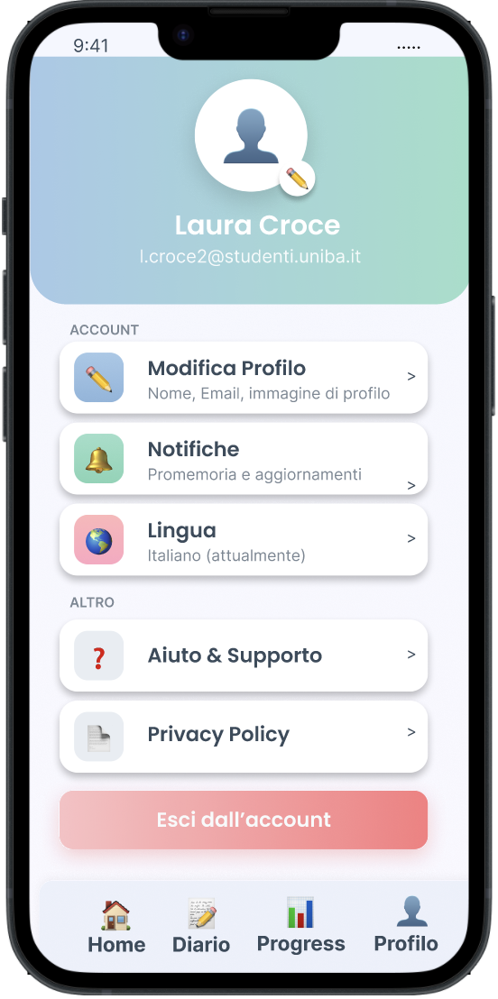 9:41
.....
Laura Croce
l.croce2@studenti.uniba.it
ACCOUNT
Modifica Profilo
Nome, Email, immagine di profilo
>
Notifiche
Promemoria e aggiornamenti
>
Lingua
Italiano (attualmente)
>
ALTRO
Aiuto & Supporto
>
Privacy Policy
>
Esci dall’account
Home
Diario
Progress
Profilo